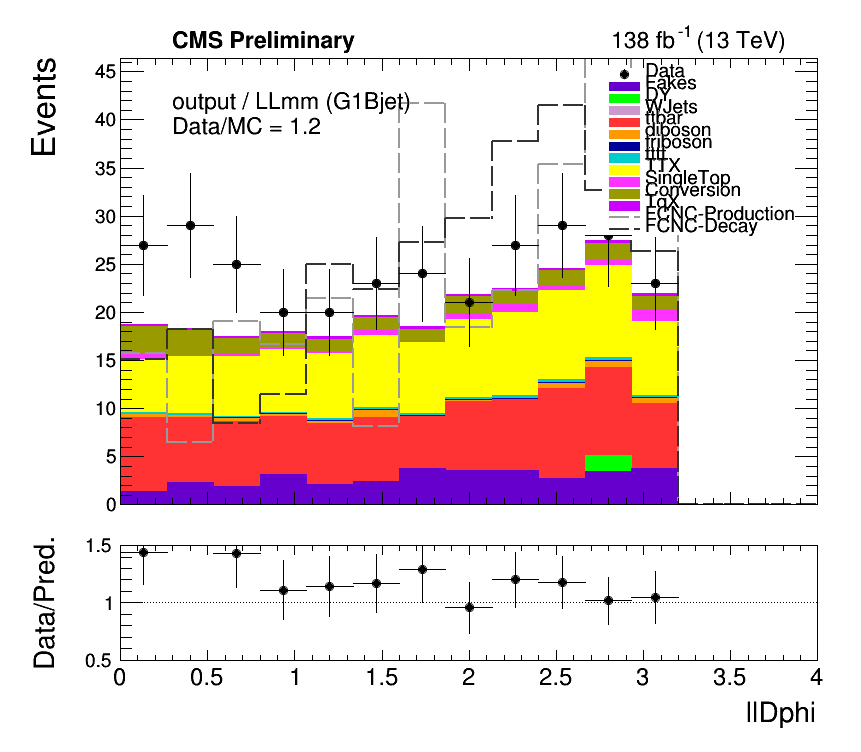 CMS Preliminary
138 fb-1 (13 TeV)
Events
output / LLmm (G1Bjet)
Data/MC = 1.2
Data
Fakes
DY
WJets
ttbar
diboson
triboson
tttt
TTX
SingleTop
Conversion
TqX
FCNC-Production
FCNC-Decay
45
40
35
30
25
20
15
10
5
0
Data/Pred.
1.5
1
0.5
0 0.5 1 1.5 2 2.5 3 3.5 4
llDphi